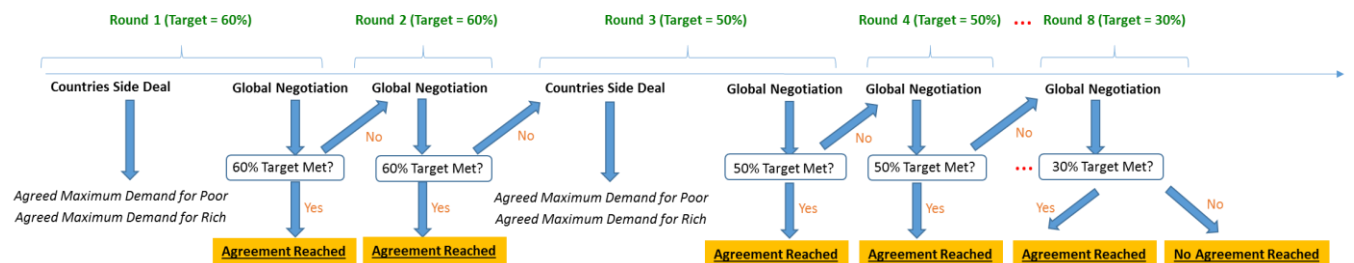 Round 1 (Target = 60%)
Round 2 (Target = 60%)
Round 3 (Target = 50%)
Round 4 (Target = 50%)
...
Round 8 (Target = 30%)
Countries Side Deal
Global Negotiation
Global Negotiation
Countries Side Deal
Global Negotiation
Global Negotiation
Global Negotiation
No
No
No
No
60% Target Met?
60% Target Met?
50% Target Met?
50% Target Met?
...
30% Target Met?
Agreed Maximum Demand for Poor
Agreed Maximum Demand for Rich
Agreed Maximum Demand for Poor
Agreed Maximum Demand for Rich
Yes
Yes
Yes
Yes
Yes
No
Agreement Reached
Agreement Reached
Agreement Reached
Agreement Reached
Agreement Reached
No Agreement Reached